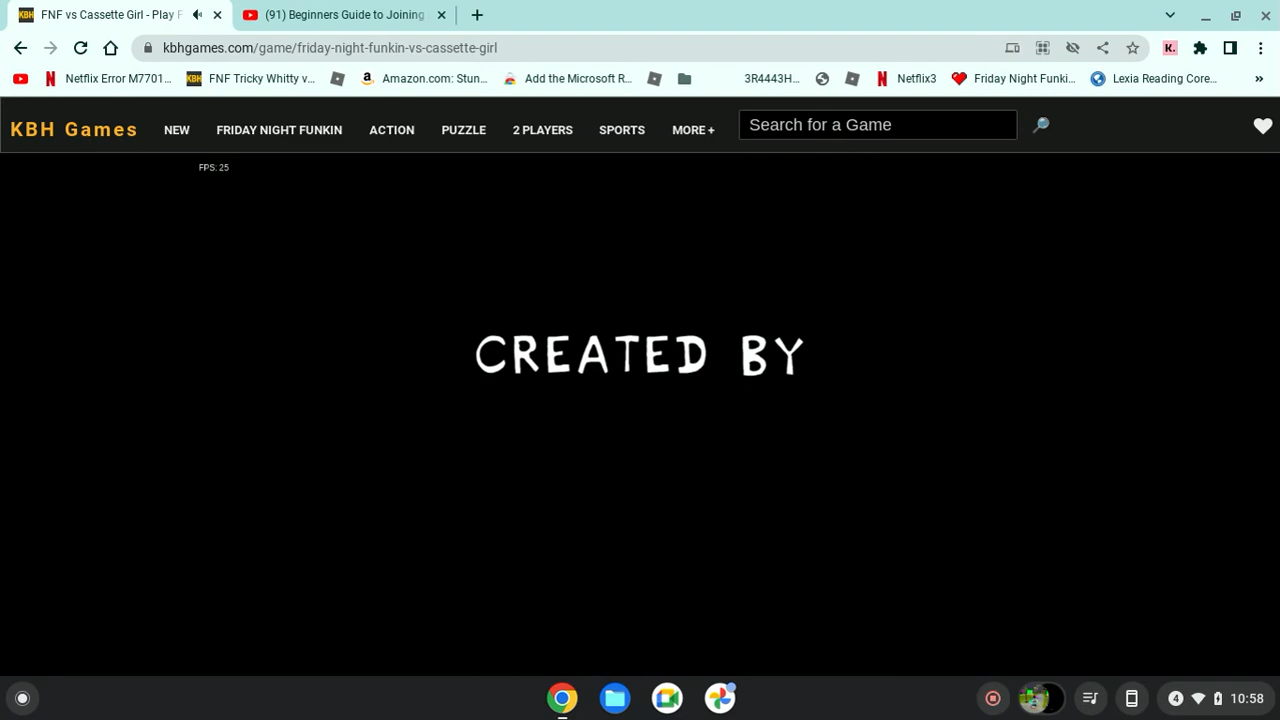 FNF vs Cassette Girl - Play F
(91) Beginners Guide to Joining
kbhgames.com/game/friday-night-funkin-vs-cassette-girl
Netflix Error M7701...
KBH
FNF Tricky Whitty v...
Amazon.com: Stun...
Add the Microsoft R...
3R4443H...
Netflix3
Friday Night Funki...
Lexia Reading Core...
»
KBH Games
NEW
FRIDAY NIGHT FUNKIN
ACTION
PUZZLE
2 PLAYERS
SPORTS
MORE +
Search for a Game
FPS: 25
CREATED BY
4
10:58